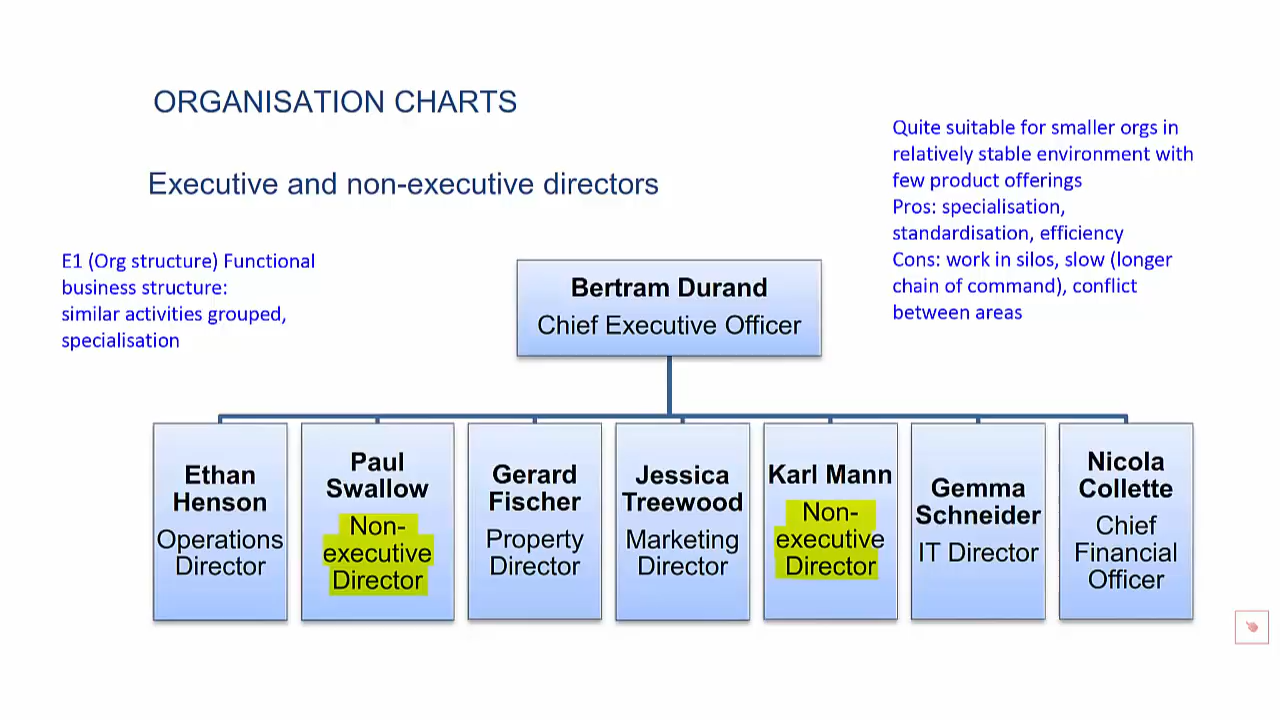 ORGANISATION CHARTS
Executive and non-executive directors
Quite suitable for smaller orgs in
relatively stable environment with
few product offerings
Pros: specialisation,
standardisation, efficiency
Cons: work in silos, slow (longer
chain of command), conflict
between areas
E1 (Org structure) Functional
business structure:
similar activities grouped,
specialisation
Bertram Durand
Chief Executive Officer
Ethan
Henson
Operations
Director
Paul
Swallow
Non-
executive
Director
Gerard
Fischer
Property
Director
Jessica
Treewood
Marketing
Director
Karl Mann
Non-
executive
Director
Gemma
Schneider
IT Director
Nicola
Collette
Chief
Financial
Officer